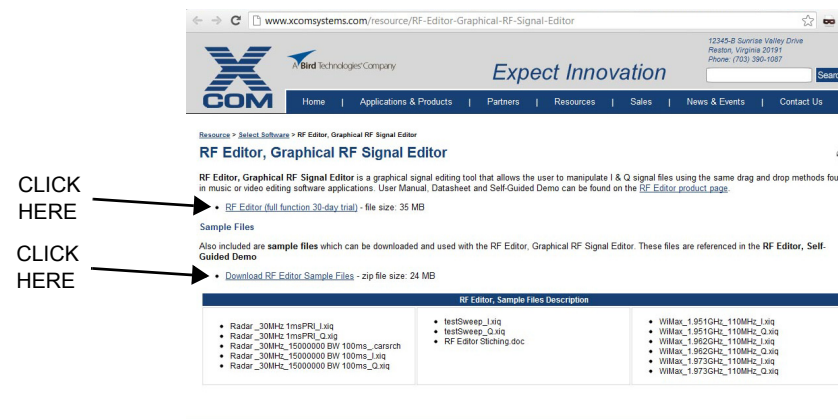 www.xcomsystems.com/resource/RF-Editor-Graphical-RF-Signal-Editor
12345-B Sunrise Valley Drive
Reston, Virginia 20191
Phone: (703) 390-1087
X
COM
A Bird Technologies Company
Expect Innovation
Home | Applications & Products | Partners | Resources | Sales | News & Events | Contact Us
Resource > Select Software > RF Editor, Graphical RF Signal Editor
RF Editor, Graphical RF Signal Editor
RF Editor, Graphical RF Signal Editor is a graphical signal editing tool that allows the user to manipulate I & Q signal files using the same drag and drop methods fou
in music or video editing software applications. User Manual, Datasheet and Self-Guided Demo can be found on the RF Editor product page.
CLICK
HERE
• RF Editor (full function 30-day trial) - file size: 35 MB
Sample Files
Also included are sample files which can be downloaded and used with the RF Editor, Graphical RF Signal Editor. These files are referenced in the RF Editor, Self-
Guided Demo
CLICK
HERE
• Download RF Editor Sample Files - zip file size: 24 MB
RF Editor, Sample Files Description
• Radar _30MHz 1msPRI_I.xiq
• Radar _30MHz 1msPRI_Q.xiq
• Radar _30MHz_15000000 BW 100ms_.carsrch
• Radar _30MHz_15000000 BW 100ms_I.xiq
• Radar _30MHz_15000000 BW 100ms_Q.xiq
• testSweep_I.xiq
• testSweep_Q.xiq
• RF Editor Stiching.doc
• WiMax_1.951GHz_110MHz_I.xiq
• WiMax_1.951GHz_110MHz_Q.xiq
• WiMax_1.962GHz_110MHz_I.xiq
• WiMax_1.962GHz_110MHz_Q.xiq
• WiMax_1.973GHz_110MHz_I.xiq
• WiMax_1.973GHz_110MHz_Q.xiq